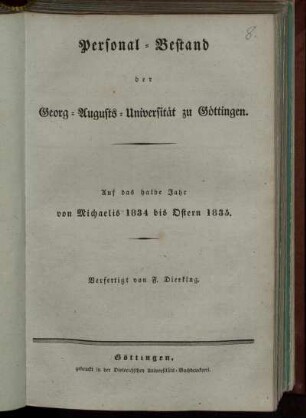 8.
Personal-Bestand
der
Georg-Augusts-Universität zu Göttingen.
Auf das halbe Jahr
von Michaelis 1834 bis Ostern 1835.
Verfertigt von F. Dierking.
Göttingen,
gedruckt in der Dieterichschen Universitäts-Buchdruckerei.